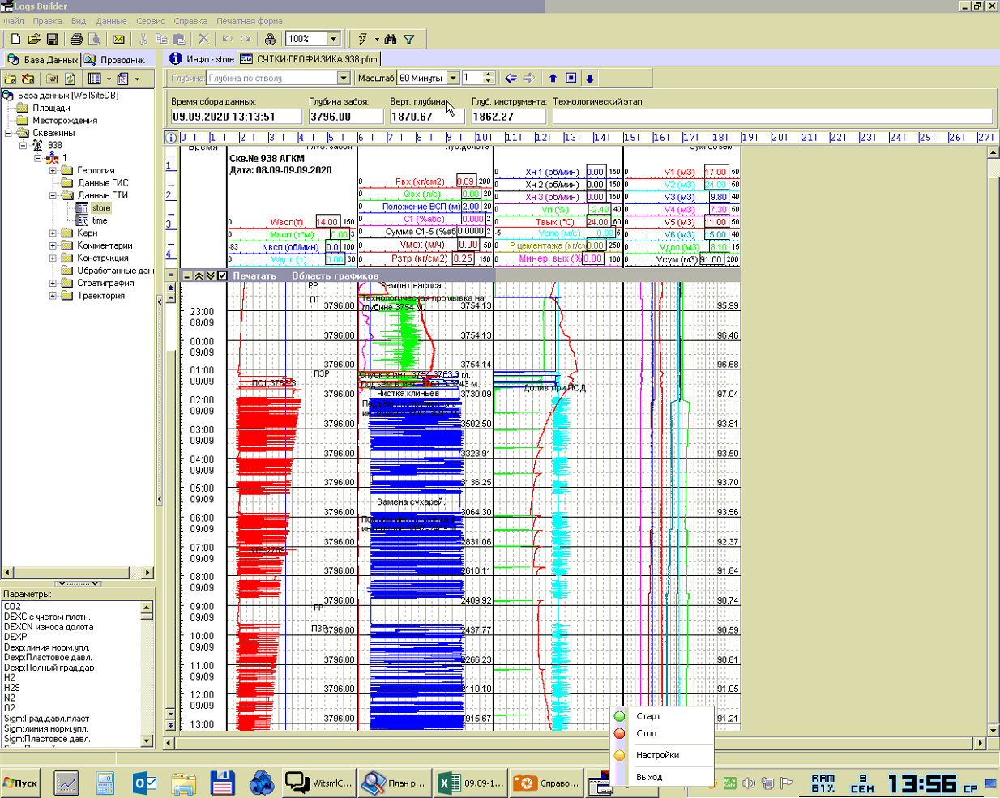 Logs Builder
Файл Правка Вид Данные Сервис Справка Печатная форма
100%
База Данных Проводник
Инфо - store СУТКИ-ГЕОФИЗИКА 938.pfrm
Глубина: Глубина по стволу Масштаб: 60 Минуты 1
База данных (WellSiteDB)
Площади
Месторождения
Скважины
938
1
Геология
Данные ГИС
Данные ГТИ
store
time
Керн
Комментарии
Конструкция
Обработанные дан
Стратиграфия
Траектория
Параметры:
CO2
DEXC с учетом плотн.
DEXCN износа долота
DEXP
Dexp:линия норм.упл.
Dexp:Пластовое давл.
Dexp:Полный град.дав
H2
H2S
N2
O2
Sigm:Град.давл.пласт
Sigm:линия норм.упл.
Sigm:Пластовое давл.
Время сбора данных: Глубина забоя: Верт. глубина: Глуб. инструмента: Технологический этап:
09.09.2020 13:13:51 3796.00 1870.67 1862.27
0 1 2 3 4 5 6 7 8 9 10 11 12 13 14 15 16 17 18 19 20 21 22 23 24 25 26 27
1
2
3
4
Время Глуб. забоя Глуб.долота Сум.объем
Скв.№ 938 АГКМ
Дата: 08.09-09.09.2020
0 Wвсп(т) 14.00 150
0 Мвсп (т*м) 0.00
-83 Nвсп (об/мин) 0.0 100
0 Wдол (т) 0.00 30
0 Рвх (кг/см2) 0.89 200
0 Qвх (л/с) 0.00 20
0 Положение ВСП (м) 2.00 20
0 С1 (%абс) 0.000 2
0 Сумма С1-5 (%аб 0.0000 2
0 Vмех (м/ч) 0.00 50
0 Рзтр (кг/см2) 0.25 150
0 Хн 1 (об/мин) 0.00 150
0 Хн 2 (об/мин) 0.00 150
0 Хн 3 (об/мин) 0.00 150
0 Vп (%) -2.40 40
0 Твых (°С) 24.00 60
-5 Vспо (м/с) 0.00 5
0 Р цементажа (кг/см 0.00 250
0 Минер. вых (% 0.00 100
0 V1 (м3) 17.00 50
0 V2 (м3) 24.00 50
0 V3 (м3) 9.80 40
0 V4 (м3) 7.30 40
0 V5 (м3) 11.00 50
0 V6 (м3) 15.00 40
0 Vдол (м3) 8.10 15
0 Vсум (м3) 91.00 200
Печатать Область графиков
РР Ремонт насоса.
ПТ Технологическая промывка на
глубине 3754 м.
23:00 3796.00 3754.13 95.99
08/09
00:00 3796.00 3754.13 96.46
09/09
01:00 3796.00 3754.14 96.68
09/09
ПЗР Спуск в инт. 3754-3763.3 м.
ПС1,3763.3 Подъём в инт. 3763.3-3743 м.
Долив при ПОД
Чистка клиньев
02:00 3796.00 3730.09 97.04
09/09
03:00 3796.00 3502.50 93.81
09/09
04:00 3796.00 3323.91 93.50
09/09
05:00 3796.00 3136.25 93.70
09/09
Замена сухарей.
06:00 3796.00 3064.30 93.56
09/09
07:00 3796.00 2831.06 92.37
09/09
08:00 3796.00 2610.11 91.84
09/09
09:00 3796.00 2489.92 90.74
09/09
РР
ПЗР
10:00 3796.00 2437.77 90.59
09/09
11:00 3796.00 2266.23 90.81
09/09
12:00 3796.00 2110.10 91.05
09/09
13:00 3796.00 1915.67 91.21
Старт
Стоп
Настройки
Выход
Пуск
WitsmlC...
План р...
09.09-1...
Справо...
RAM
61%
9
СЕН
13:56 СР